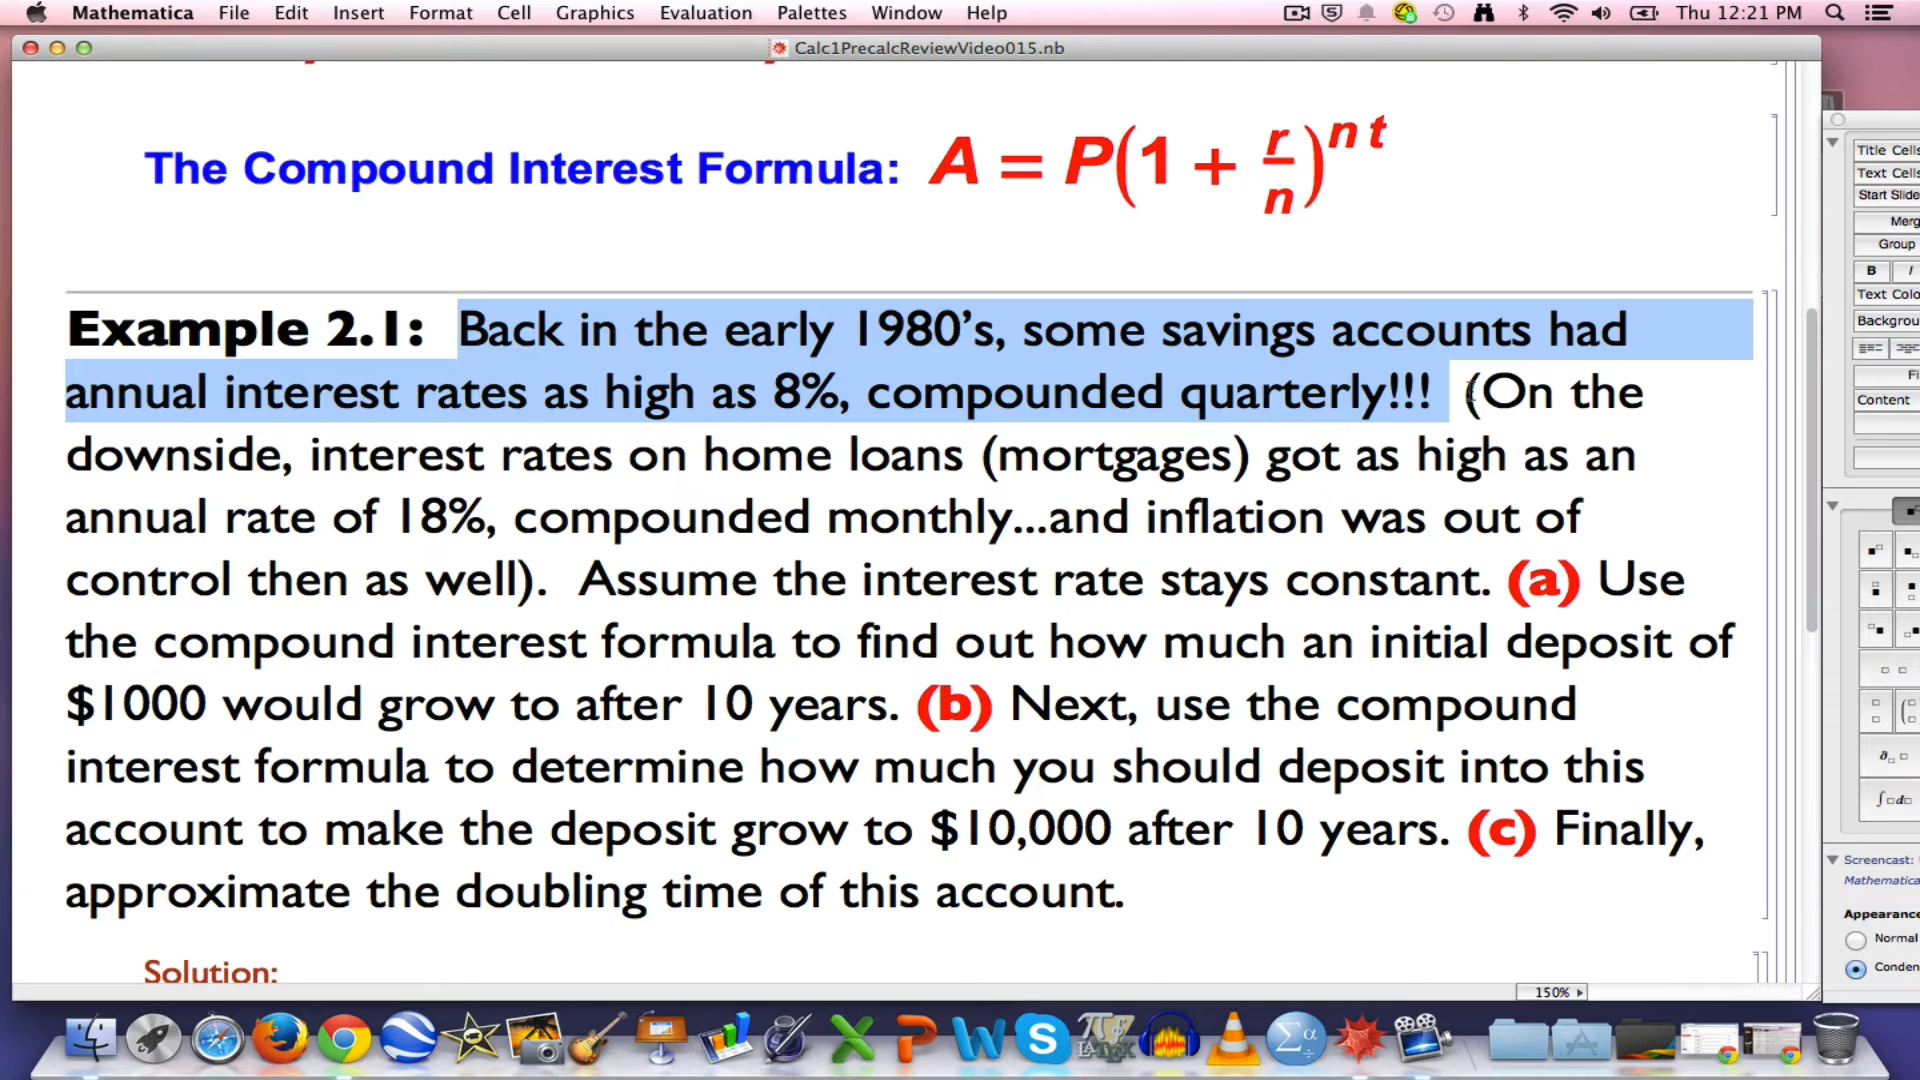 Mathematica File Edit Insert Format Cell Graphics Evaluation Palettes Window Help Thu 12:21 PM
Calc1PrecalcReviewVideo015.nb
The Compound Interest Formula: A = P(1 + r/n)^{nt}
Example 2.1: Back in the early 1980’s, some savings accounts had
annual interest rates as high as 8%, compounded quarterly!!! (On the
downside, interest rates on home loans (mortgages) got as high as an
annual rate of 18%, compounded monthly...and inflation was out of
control then as well). Assume the interest rate stays constant. (a) Use
the compound interest formula to find out how much an initial deposit of
$1000 would grow to after 10 years. (b) Next, use the compound
interest formula to determine how much you should deposit into this
account to make the deposit grow to $10,000 after 10 years. (c) Finally,
approximate the doubling time of this account.
Solution:
150%
Title Cells
Text Cells
Start Slide
Merg
Group
B I
Text Colo
Backgrou
Fi
Content
Screencast:
Mathematica
Appearance
Normal
Conden